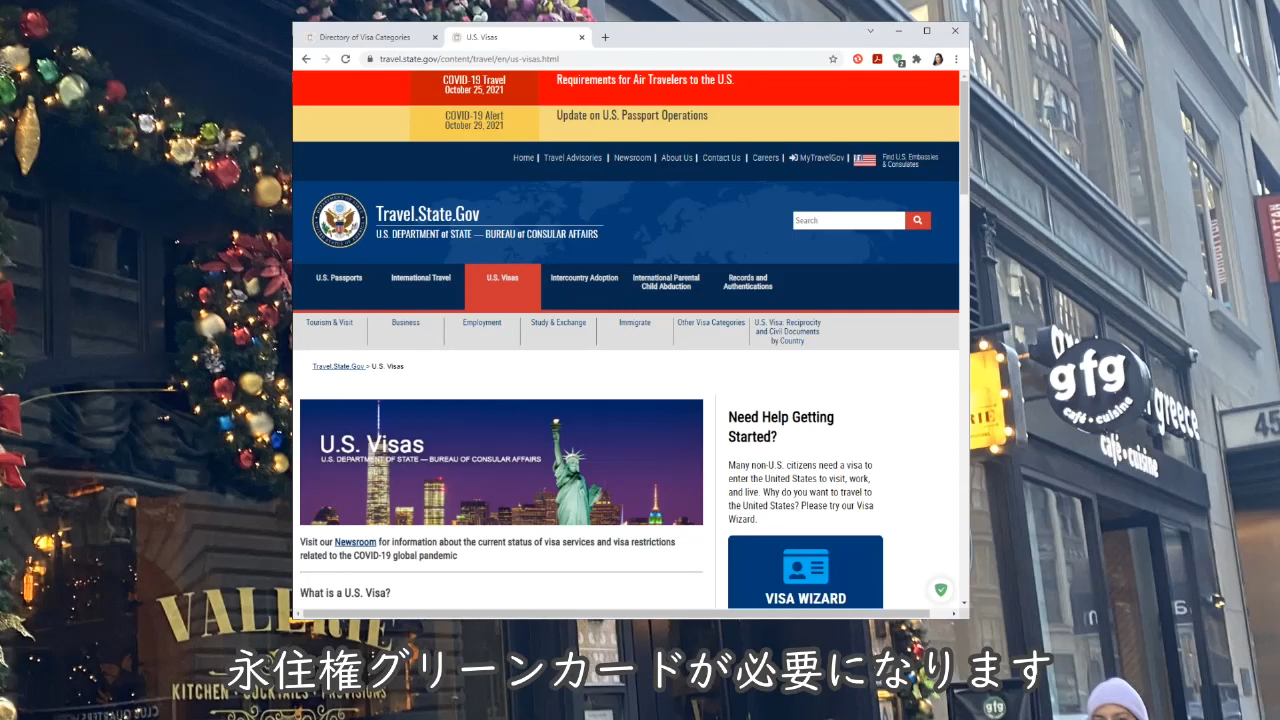 Directory of Visa Categories
U.S. Visas
travel.state.gov/content/travel/en/us-visas.html
COVID-19 Travel
October 25, 2021
Requirements for Air Travelers to the U.S.
COVID-19 Alert
October 29, 2021
Update on U.S. Passport Operations
Home | Travel Advisories | Newsroom | About Us | Contact Us | Careers | MyTravelGov |
Find U.S. Embassies
& Consulates
Travel.State.Gov
U.S. DEPARTMENT of STATE — BUREAU of CONSULAR AFFAIRS
Search
U.S. Passports
International Travel
U.S. Visas
Intercountry Adoption
International Parental
Child Abduction
Records and
Authentications
Tourism & Visit
Business
Employment
Study & Exchange
Immigrate
Other Visa Categories
U.S. Visa: Reciprocity
and Civil Documents
by Country
Travel.State.Gov > U.S. Visas
U.S. Visas
U.S. DEPARTMENT OF STATE — BUREAU OF CONSULAR AFFAIRS
Visit our Newsroom for information about the current status of visa services and visa restrictions
related to the COVID-19 global pandemic
What is a U.S. Visa?
Need Help Getting
Started?
Many non-U.S. citizens need a visa to
enter the United States to visit, work,
and live. Why do you want to travel to
the United States? Please try our Visa
Wizard.
VISA WIZARD
gfg
café • cuisine
greece
café • cuisine
45
KITCHEN • COCKTAILS • PROVISIONS
gfg
永住権グリーンカードが必要になります